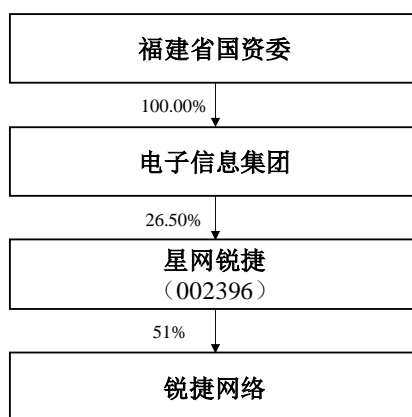 福建省国资委
100.00%
电子信息集团
26.50%
星网锐捷
（002396）
51%
锐捷网络